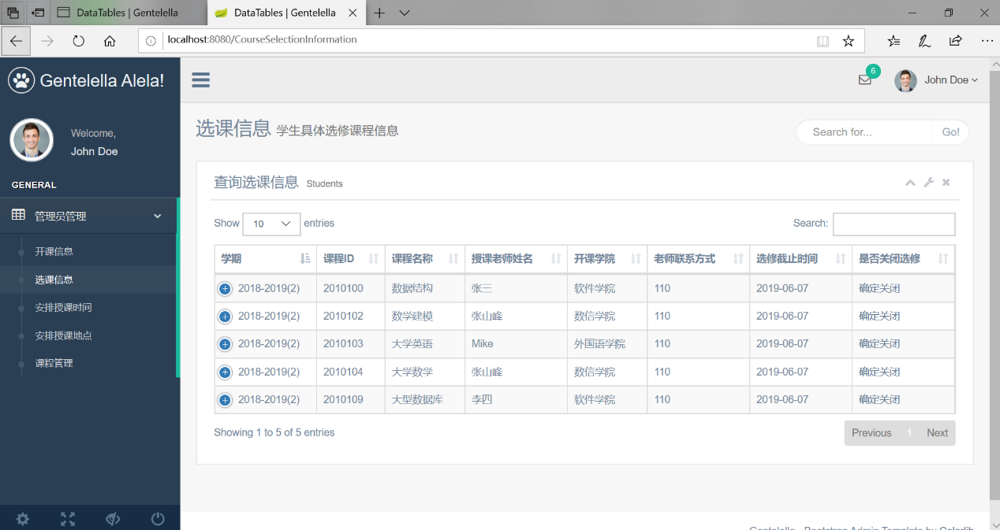 DataTables | Gentelella
DataTables | Gentelella
localhost:8080/CourseSelectionInformation
Gentelella Alela!
6
John Doe
Welcome,
John Doe
GENERAL
管理员管理
开课信息
选课信息
安排授课时间
安排授课地点
课程管理
选课信息 学生具体选修课程信息
Search for... Go!
查询选课信息 Students
Show 10 entries Search:
学期 课程ID 课程名称 授课老师姓名 开课学院 老师联系方式 选修截止时间 是否关闭选修
2018-2019(2) 2010100 数据结构 张三 软件学院 110 2019-06-07 确定关闭
2018-2019(2) 2010102 数学建模 张山峰 数信学院 110 2019-06-07 确定关闭
2018-2019(2) 2010103 大学英语 Mike 外国语学院 110 2019-06-07 确定关闭
2018-2019(2) 2010104 大学数学 张山峰 数信学院 110 2019-06-07 确定关闭
2018-2019(2) 2010109 大型数据库 李四 软件学院 110 2019-06-07 确定关闭
Showing 1 to 5 of 5 entries
Previous 1 Next
Gentelella - Bootstrap Admin Template by Colorlib